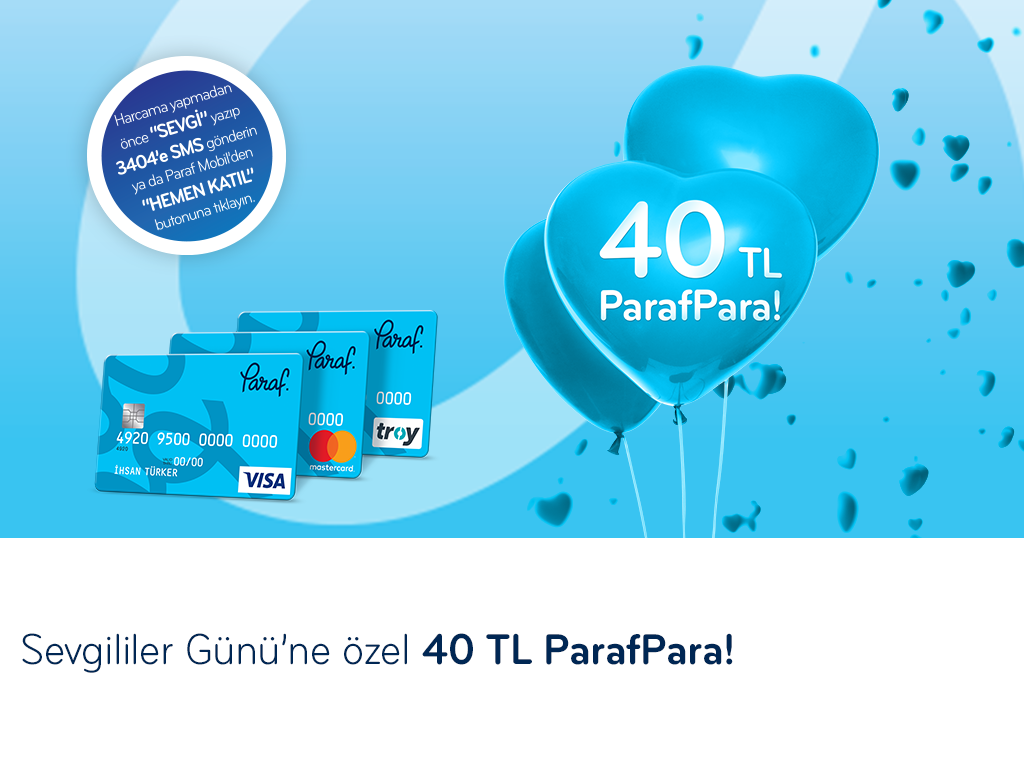 Harcama yapmadan
önce "SEVGİ" yazıp
3404'e SMS gönderin
ya da Paraf Mobil'den
"HEMEN KATIL"
butonuna tıklayın.
40 TL
ParafPara!
Paraf.
Paraf.
Paraf.
0000
troy
0000
mastercard
4920 9500 0000 0000
4920
00/00
İHSAN TÜRKER
VISA
Sevgililer Günü'ne özel 40 TL ParafPara!